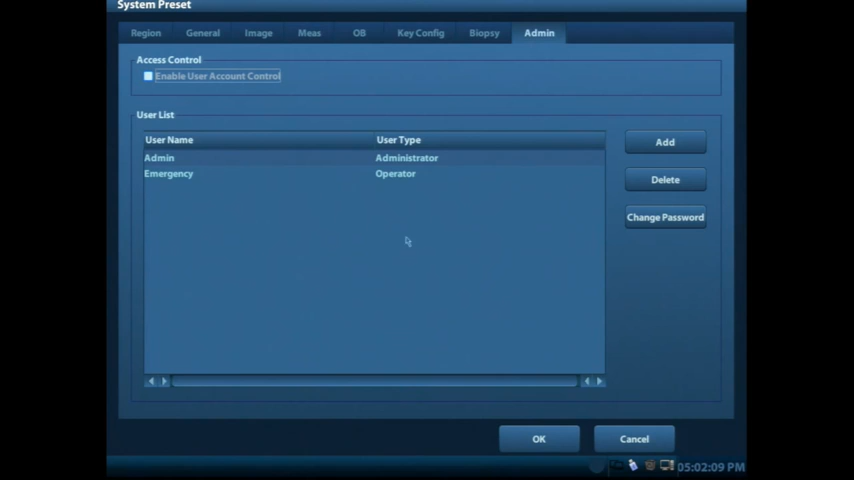 System Preset
Region General Image Meas OB Key Config Biopsy Admin
Access Control
Enable User Account Control
User List
User Name User Type
Admin Administrator
Emergency Operator
Add
Delete
Change Password
OK Cancel
05:02:09 PM